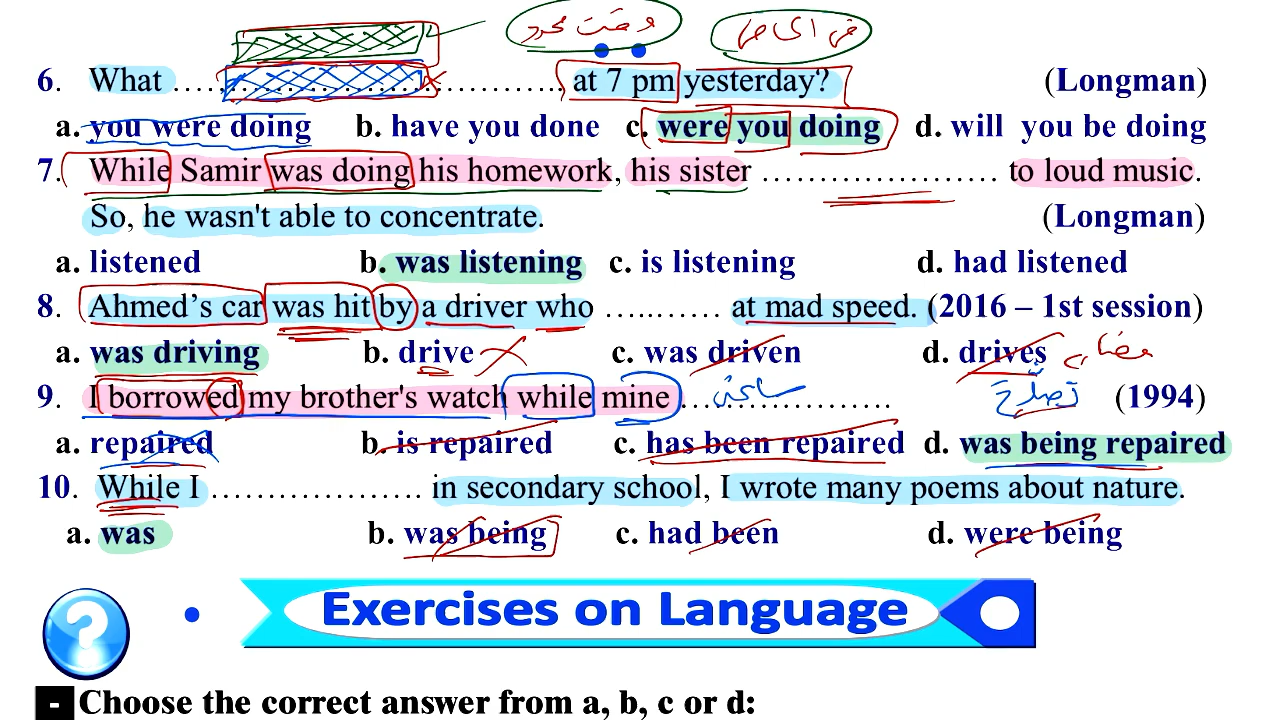 وقت محدد في الماضي
6. What ………………………………….. at 7 pm yesterday? (Longman)
a. you were doing b. have you done c. were you doing d. will you be doing
7. While Samir was doing his homework, his sister ………………… to loud music.
So, he wasn't able to concentrate. (Longman)
a. listened b. was listening c. is listening d. had listened
8. Ahmed’s car was hit by a driver who ….....…… at mad speed. (2016 – 1st session)
a. was driving b. drive c. was driven d. drives
9. I borrowed my brother's watch while mine ………………… تصليح (1994)
a. repaired b. is repaired c. has been repaired d. was being repaired
10. While I ………………… in secondary school, I wrote many poems about nature.
a. was b. was being c. had been d. were being
Exercises on Language
- Choose the correct answer from a, b, c or d: